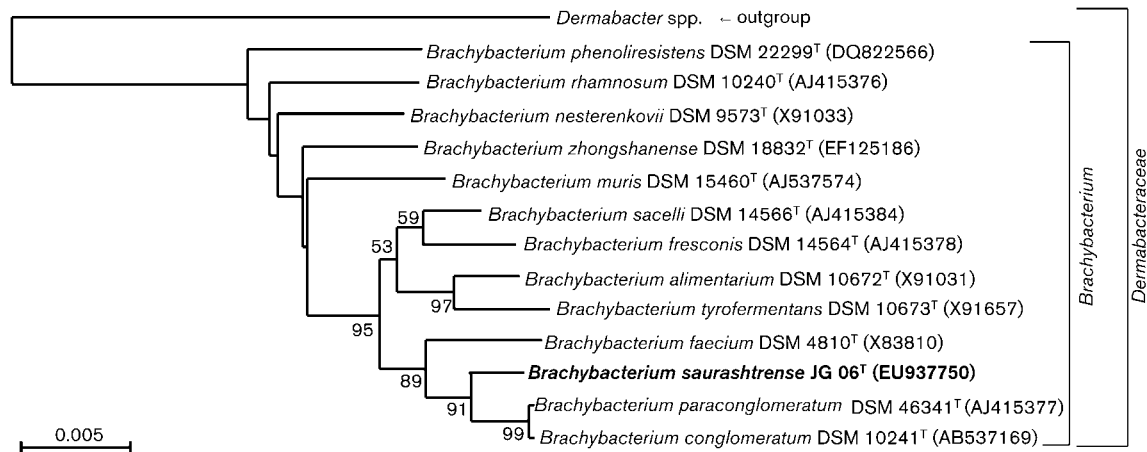 Dermabacter spp. ← outgroup
Brachybacterium phenoliresistens DSM 22299ᵀ (DQ822566)
Brachybacterium rhamnosum DSM 10240ᵀ (AJ415376)
Brachybacterium nesterenkovii DSM 9573ᵀ (X91033)
Brachybacterium zhongshanense DSM 18832ᵀ (EF125186)
Brachybacterium muris DSM 15460ᵀ (AJ537574)
59
Brachybacterium sacelli DSM 14566ᵀ (AJ415384)
53
Brachybacterium fresconis DSM 14564ᵀ (AJ415378)
Brachybacterium alimentarium DSM 10672ᵀ (X91031)
97
Brachybacterium tyrofermentans DSM 10673ᵀ (X91657)
95
Brachybacterium faecium DSM 4810ᵀ (X83810)
89
Brachybacterium saurashtrense JG 06ᵀ (EU937750)
91
Brachybacterium paraconglomeratum DSM 46341ᵀ (AJ415377)
99
Brachybacterium conglomeratum DSM 10241ᵀ (AB537169)
0.005
Brachybacterium
Dermabacteraceae